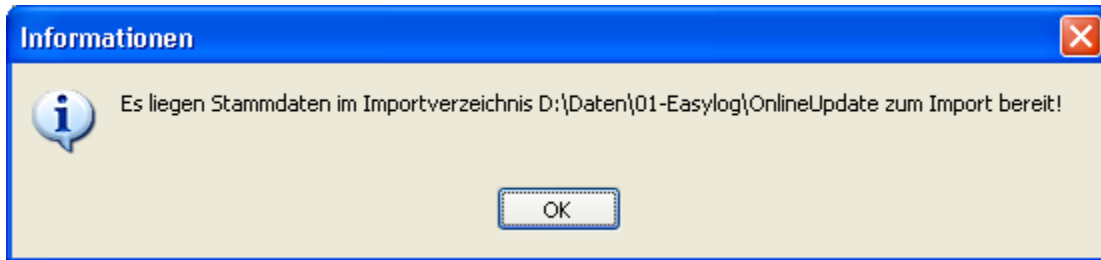 Informationen
Es liegen Stammdaten im Importverzeichnis D:\Daten\01-Easylog\OnlineUpdate zum Import bereit!
OK